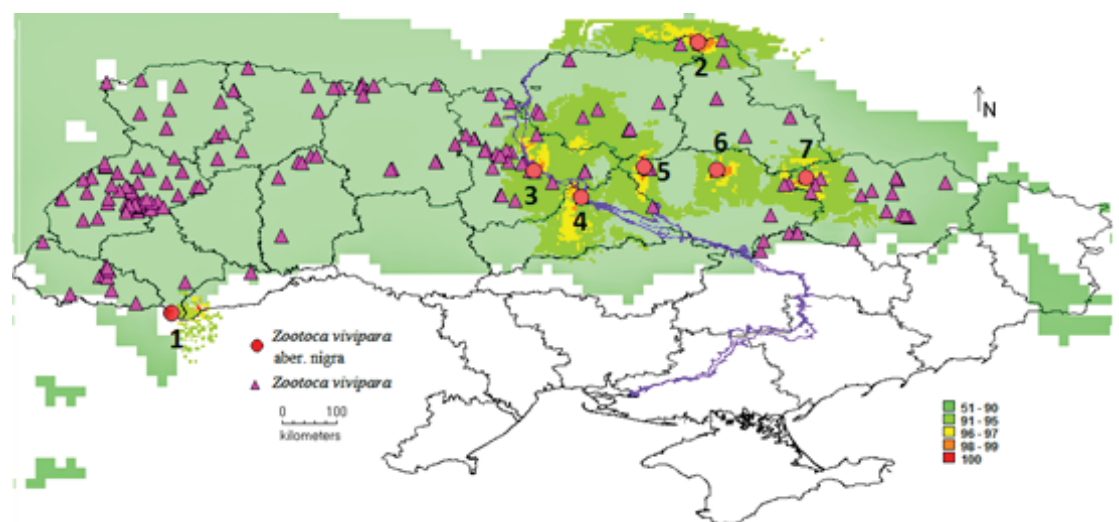 2
N
6
7
5
3
4
1
Zootoca vivipara
aber. nigra
Zootoca vivipara
0 100
kilometers
51 - 90
91 - 95
96 - 97
98 - 99
100